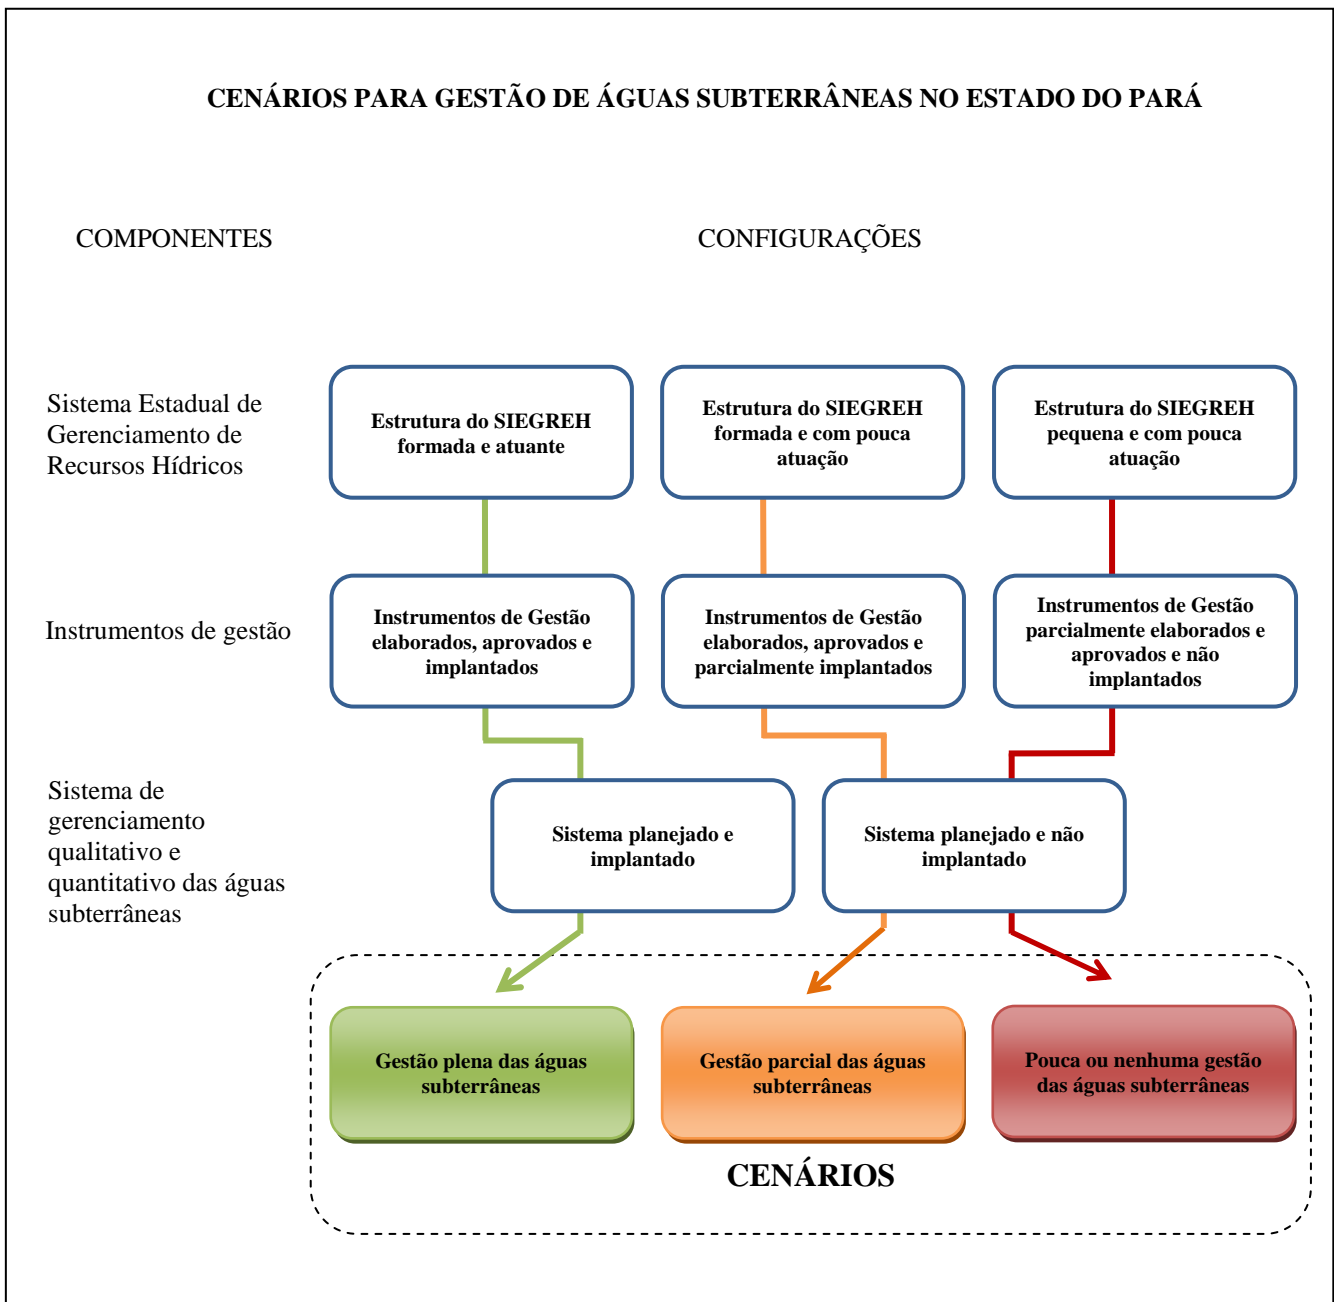 CENÁRIOS PARA GESTÃO DE ÁGUAS SUBTERRÂNEAS NO ESTADO DO PARÁ
COMPONENTES
CONFIGURAÇÕES
Sistema Estadual de
Gerenciamento de
Recursos Hídricos
Estrutura do SIEGREH
formada e atuante
Estrutura do SIEGREH
formada e com pouca
atuação
Estrutura do SIEGREH
pequena e com pouca
atuação
Instrumentos de gestão
Instrumentos de Gestão
elaborados, aprovados e
implantados
Instrumentos de Gestão
elaborados, aprovados e
parcialmente implantados
Instrumentos de Gestão
parcialmente elaborados e
aprovados e não
implantados
Sistema de
gerenciamento
qualitativo e
quantitativo das águas
subterrâneas
Sistema planejado e
implantado
Sistema planejado e não
implantado
Gestão plena das águas
subterrâneas
Gestão parcial das águas
subterrâneas
Pouca ou nenhuma gestão
das águas subterrâneas
CENÁRIOS